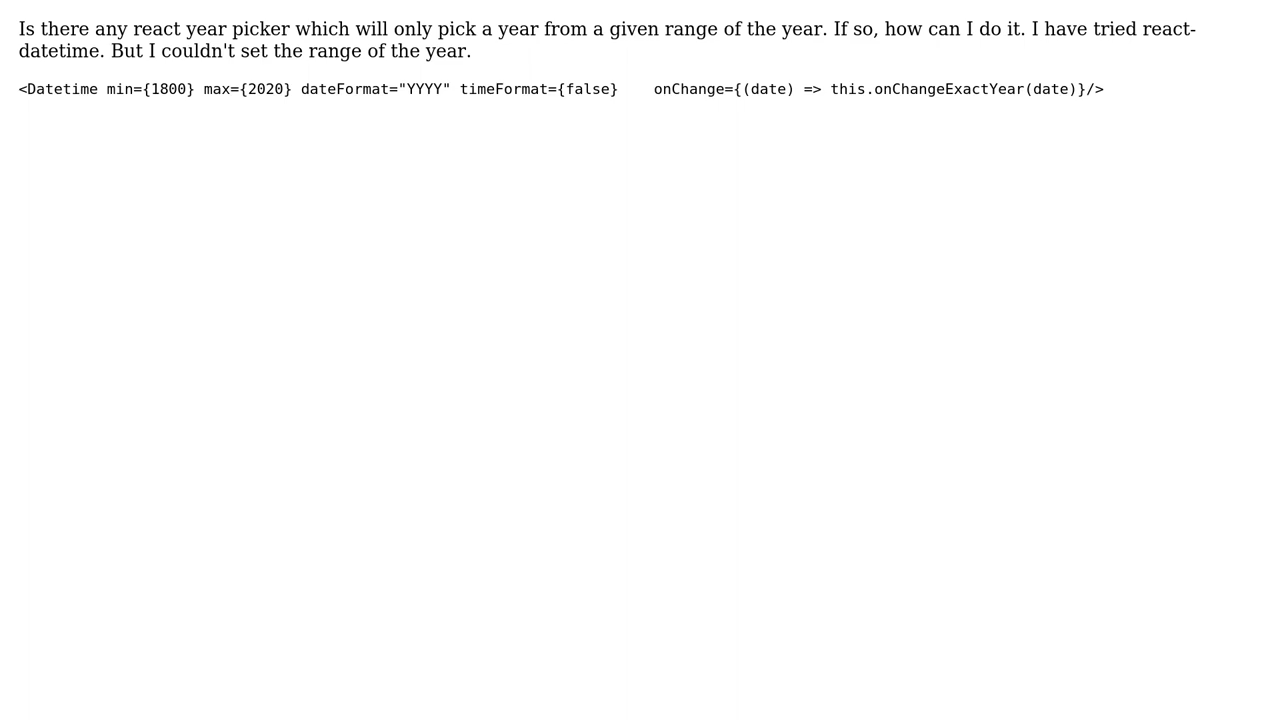 Is there any react year picker which will only pick a year from a given range of the year. If so, how can I do it. I have tried react-
datetime. But I couldn't set the range of the year.
<Datetime min={1800} max={2020} dateFormat="YYYY" timeFormat={false}    onChange={(date) => this.onChangeExactYear(date)}/>